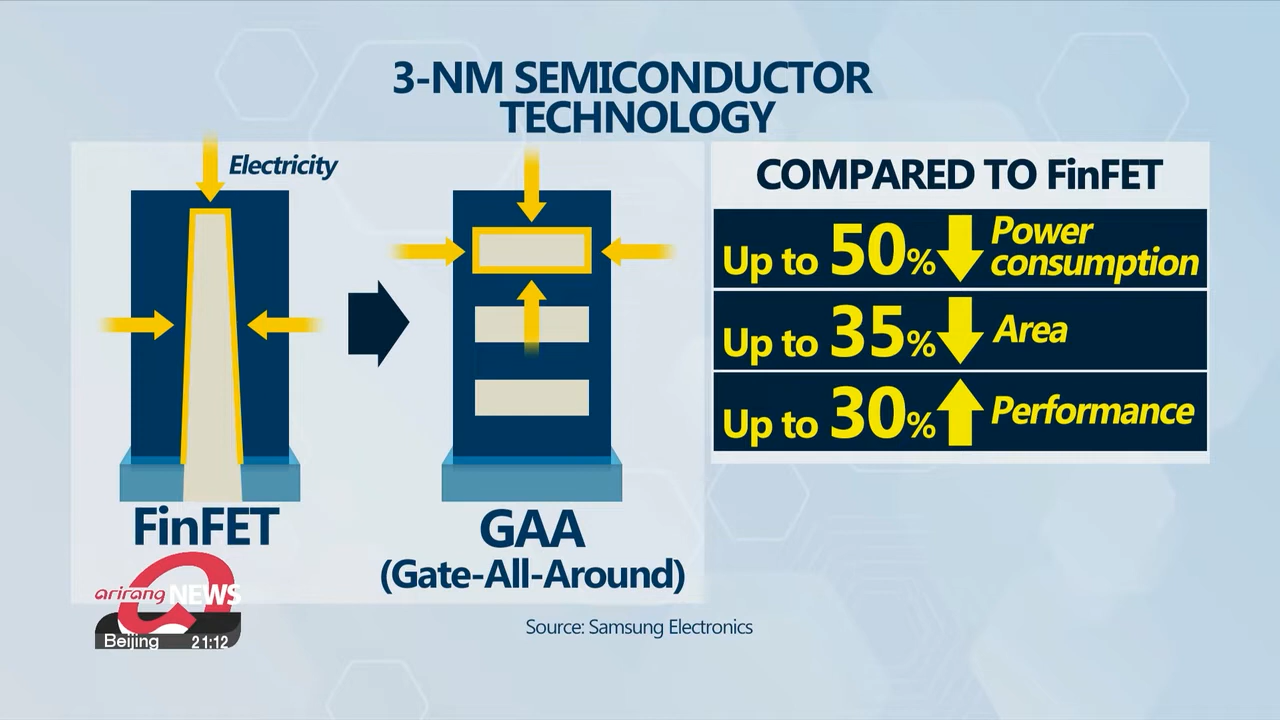 3-NM SEMICONDUCTOR
TECHNOLOGY
Electricity
FinFET
GAA
(Gate-All-Around)
COMPARED TO FinFET
Up to 50% Power consumption
Up to 35% Area
Up to 30% Performance
Source: Samsung Electronics
arirang NEWS
Beijing 21:12